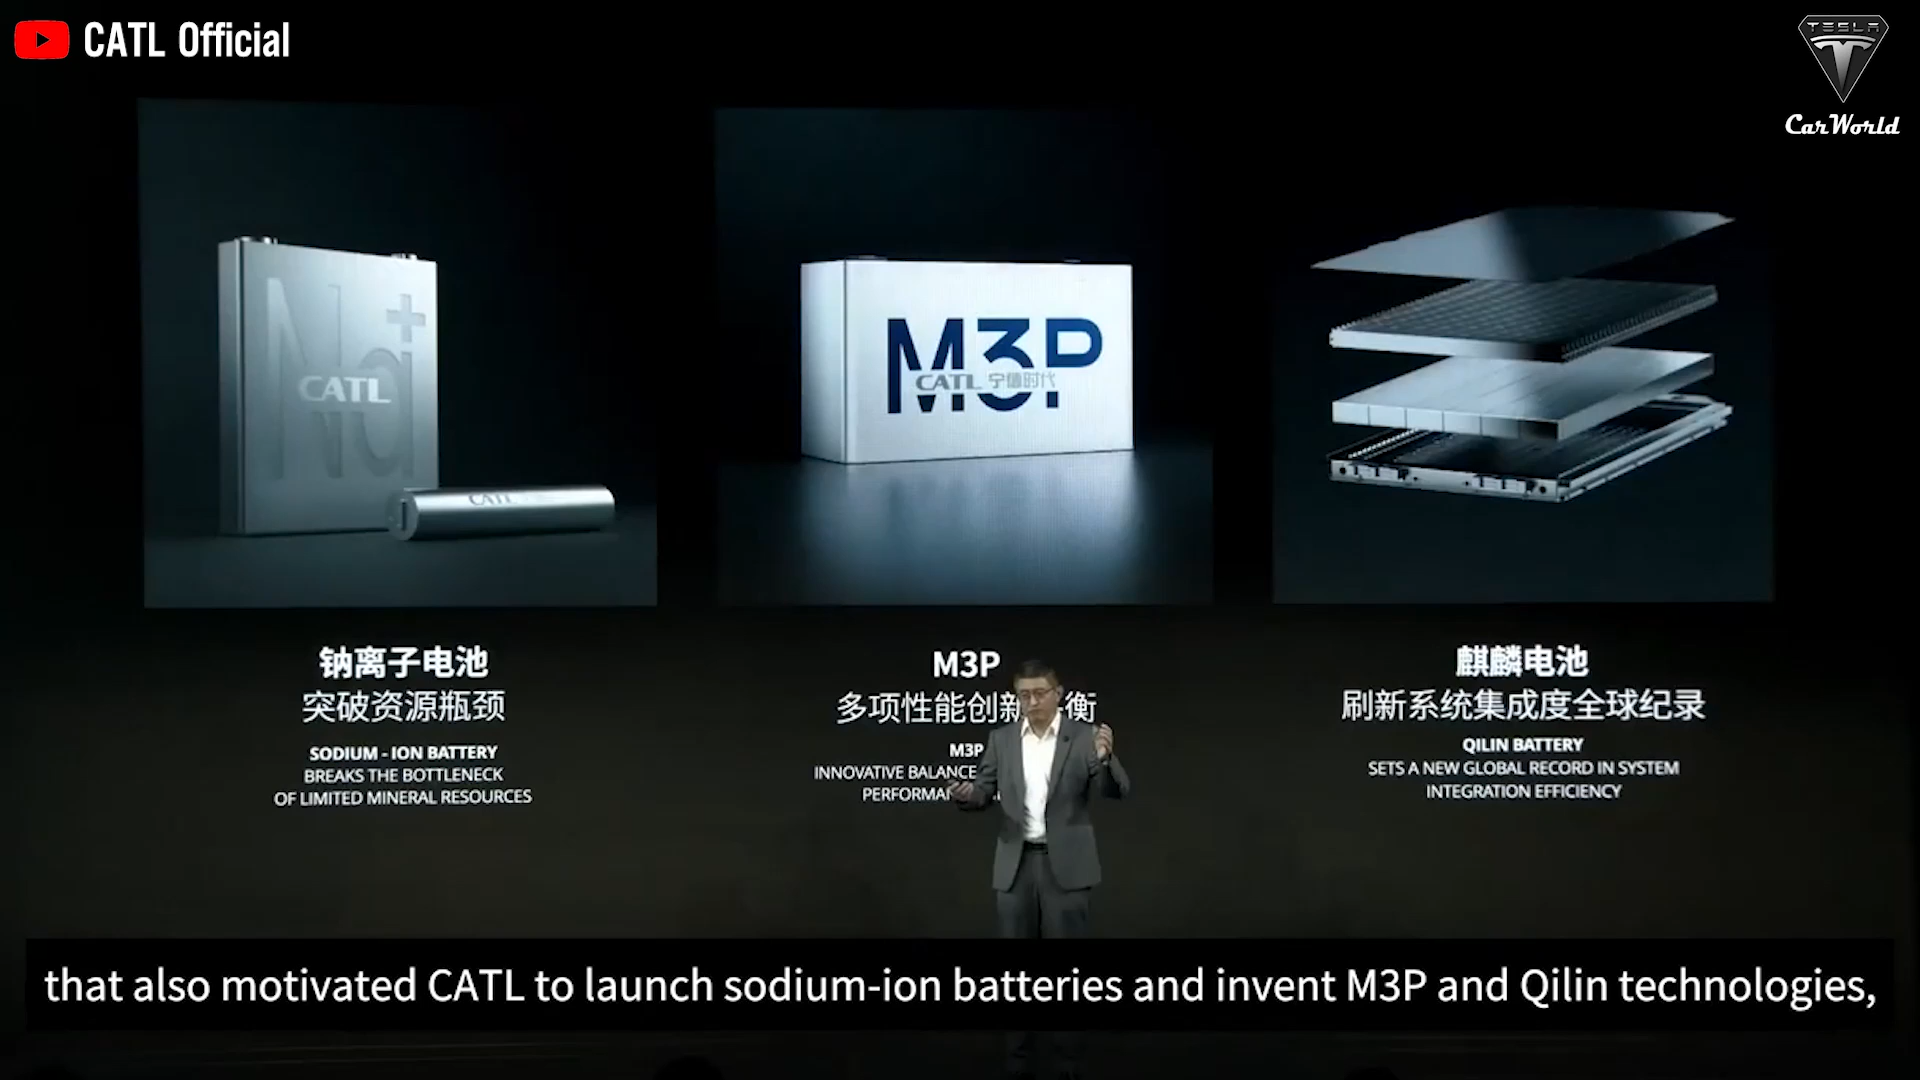 CATL Official
TESLA
CarWorld
Na+
CATL
CATL
M3P
CATL 宁德时代
钠离子电池
突破资源瓶颈
SODIUM - ION BATTERY
BREAKS THE BOTTLENECK
OF LIMITED MINERAL RESOURCES
M3P
多项性能创新 衡
M3P
INNOVATIVE BALANCE
麒麟电池
刷新系统集成度全球纪录
QILIN BATTERY
SETS A NEW GLOBAL RECORD IN SYSTEM
INTEGRATION EFFICIENCY
that also motivated CATL to launch sodium-ion batteries and invent M3P and Qilin technologies,